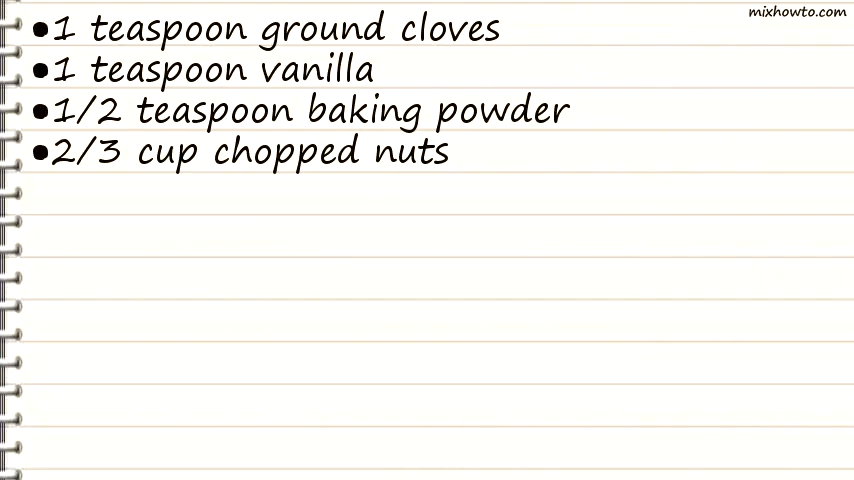 mixhowto.com
•1 teaspoon ground cloves
•1 teaspoon vanilla
•1/2 teaspoon baking powder
•2/3 cup chopped nuts